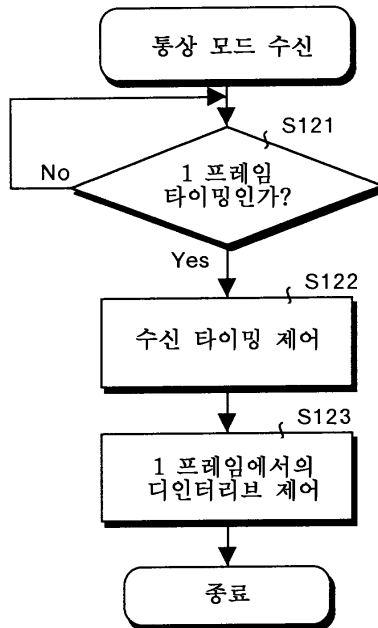 통상 모드 수신
S121
1 프레임
타이밍인가?
No
Yes
S122
수신 타이밍 제어
S123
1 프레임에서의
디인터리브 제어
종료